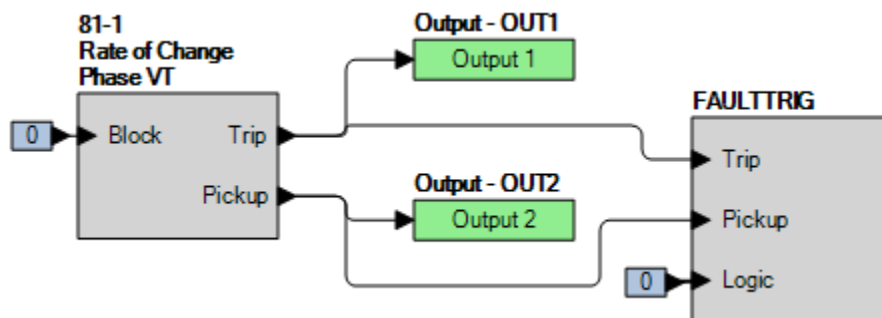 81-1
Rate of Change
Phase VT
0
Block
Trip
Pickup
Output - OUT1
Output 1
Output - OUT2
Output 2
FAULTTRIG
Trip
Pickup
0
Logic